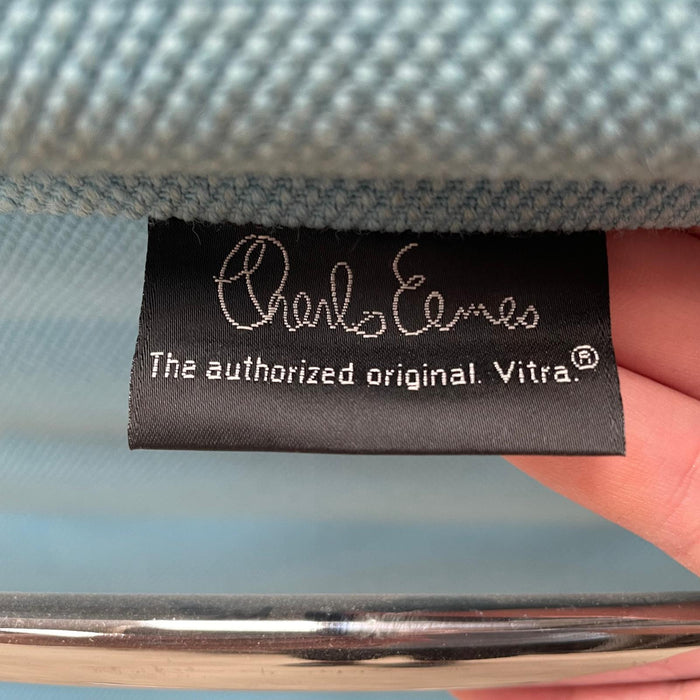 Charles Eames
The authorized original. Vitra.®